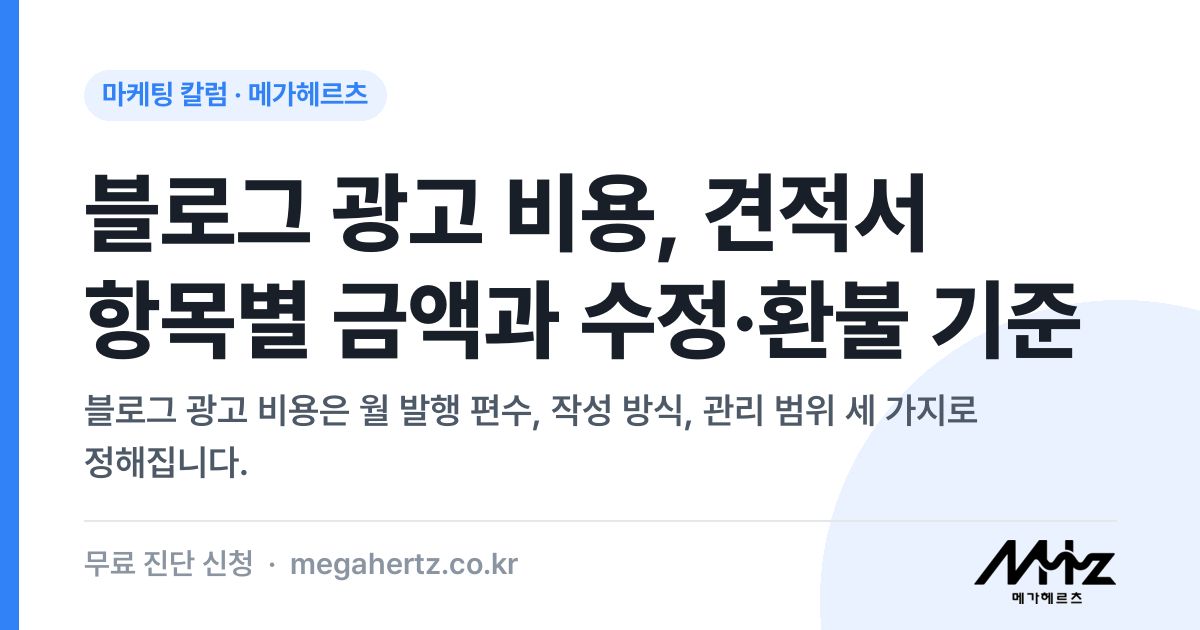 마케팅 칼럼 · 메가헤르츠
블로그 광고 비용, 견적서
항목별 금액과 수정·환불 기준
블로그 광고 비용은 월 발행 편수, 작성 방식, 관리 범위 세 가지로
정해집니다.
무료 진단 신청 · megahertz.co.kr
MHz
메가헤르츠